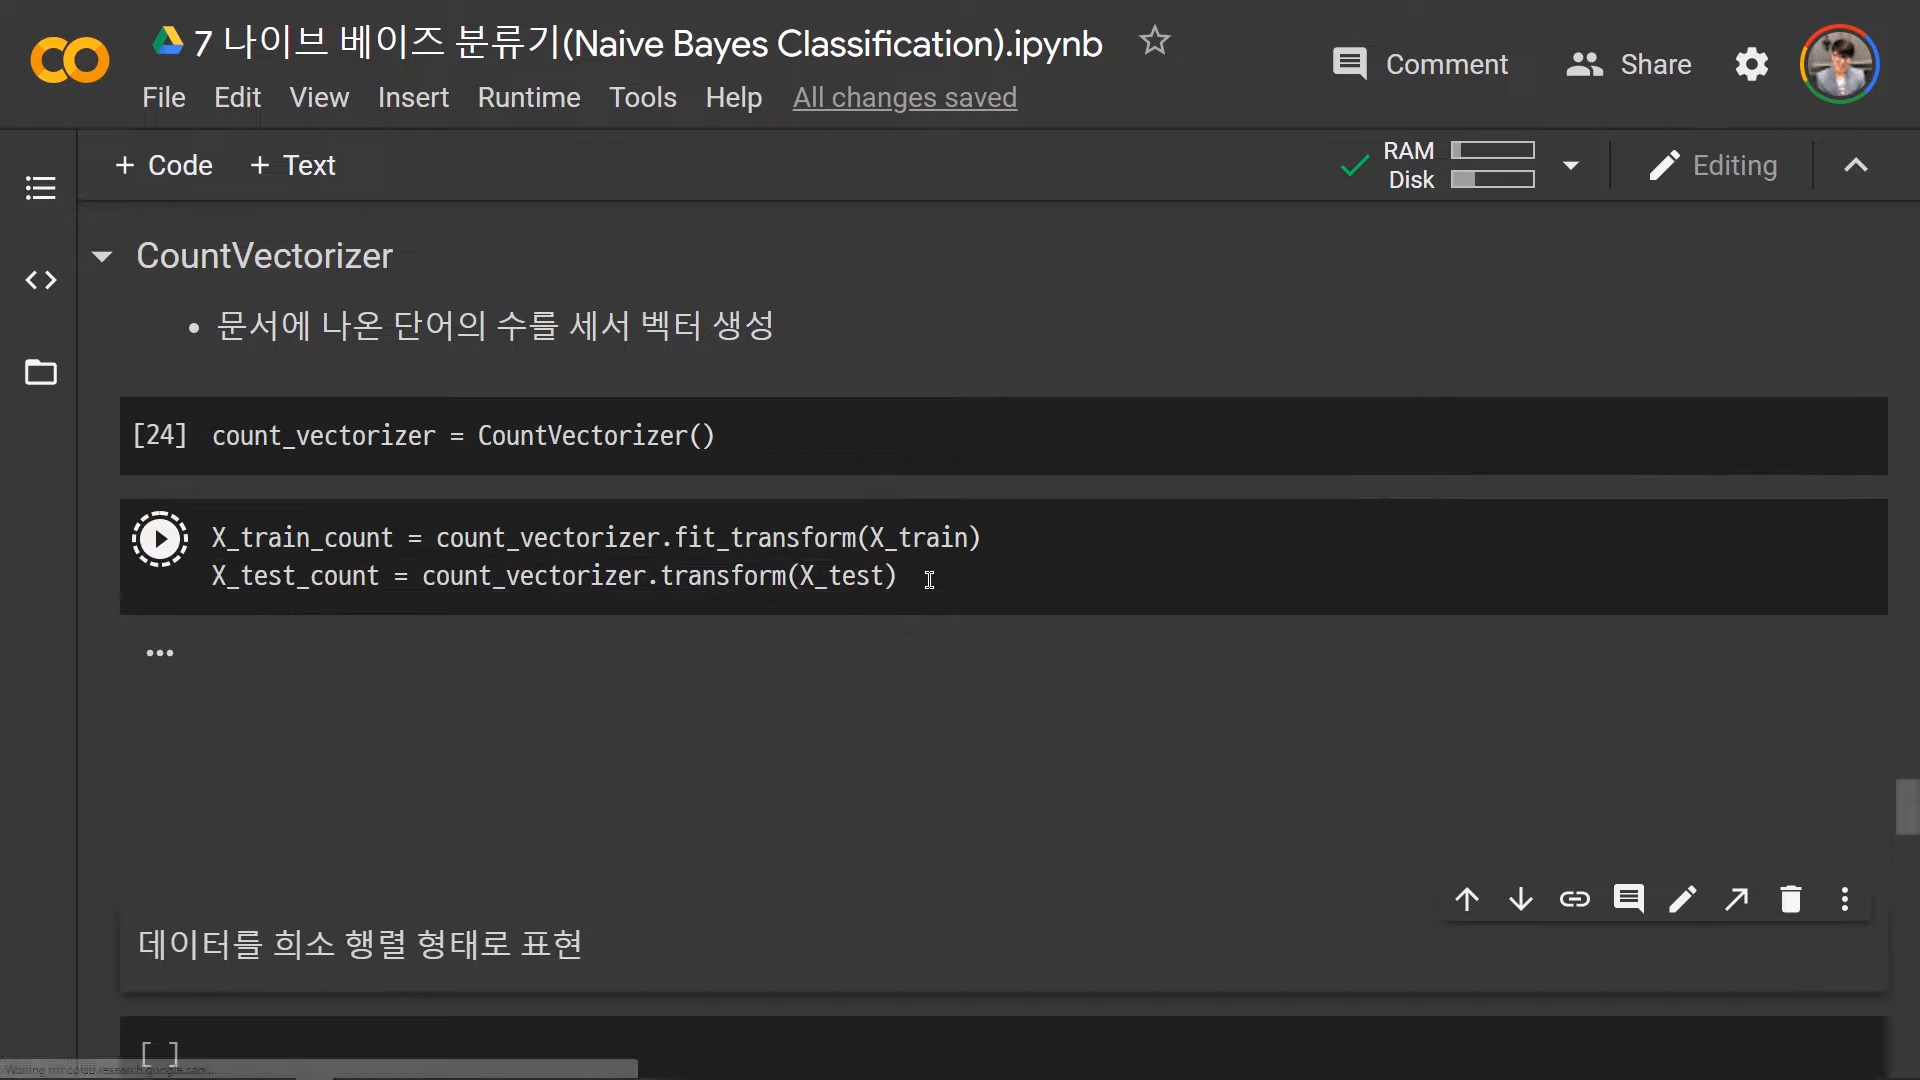 7 나이브 베이즈 분류기(Naive Bayes Classification).ipynb
Comment
Share
File Edit View Insert Runtime Tools Help All changes saved
+ Code + Text
RAM
Disk
Editing
CountVectorizer
• 문서에 나온 단어의 수를 세서 벡터 생성
[24] count_vectorizer = CountVectorizer()
X_train_count = count_vectorizer.fit_transform(X_train)
X_test_count = count_vectorizer.transform(X_test)
...
데이터를 희소 행렬 형태로 표현
[ ]